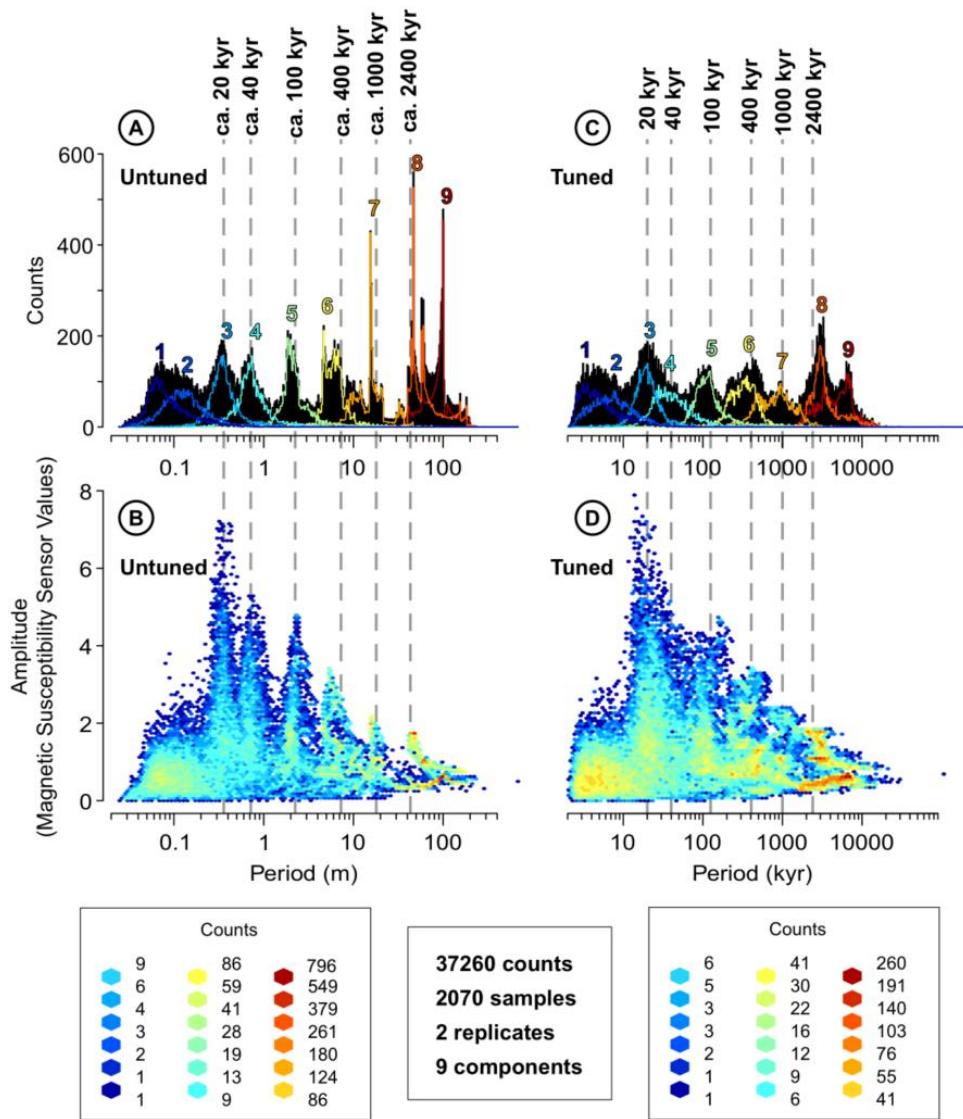 ca. 20 kyr
ca. 40 kyr
ca. 100 kyr
ca. 400 kyr
ca. 1000 kyr
ca. 2400 kyr
20 kyr
40 kyr
100 kyr
400 kyr
1000 kyr
2400 kyr
A
Untuned
600
400
200
0
Counts
1
2
3
4
5
6
7
8
9
0.1
1
10
100
C
Tuned
1
2
3
4
5
6
7
8
9
10
100
1000
10000
B
Untuned
8
6
4
2
0
Amplitude
(Magnetic Susceptibility Sensor Values)
0.1
1
10
100
Period (m)
D
Tuned
10
100
1000
10000
Period (kyr)
Counts
9 86 796
6 59 549
4 41 379
3 28 261
2 19 180
1 13 124
1 9 86
37260 counts
2070 samples
2 replicates
9 components
Counts
6 41 260
5 30 191
3 22 140
3 16 103
2 12 76
1 9 55
1 6 41